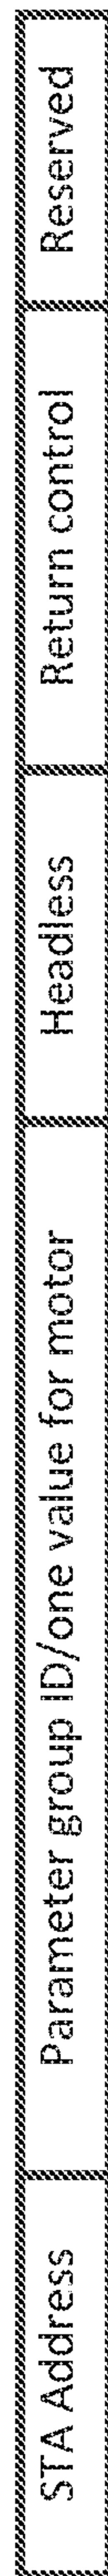 STA Address
Parameter group ID/one value for motor
Headless
Return control
Reserved